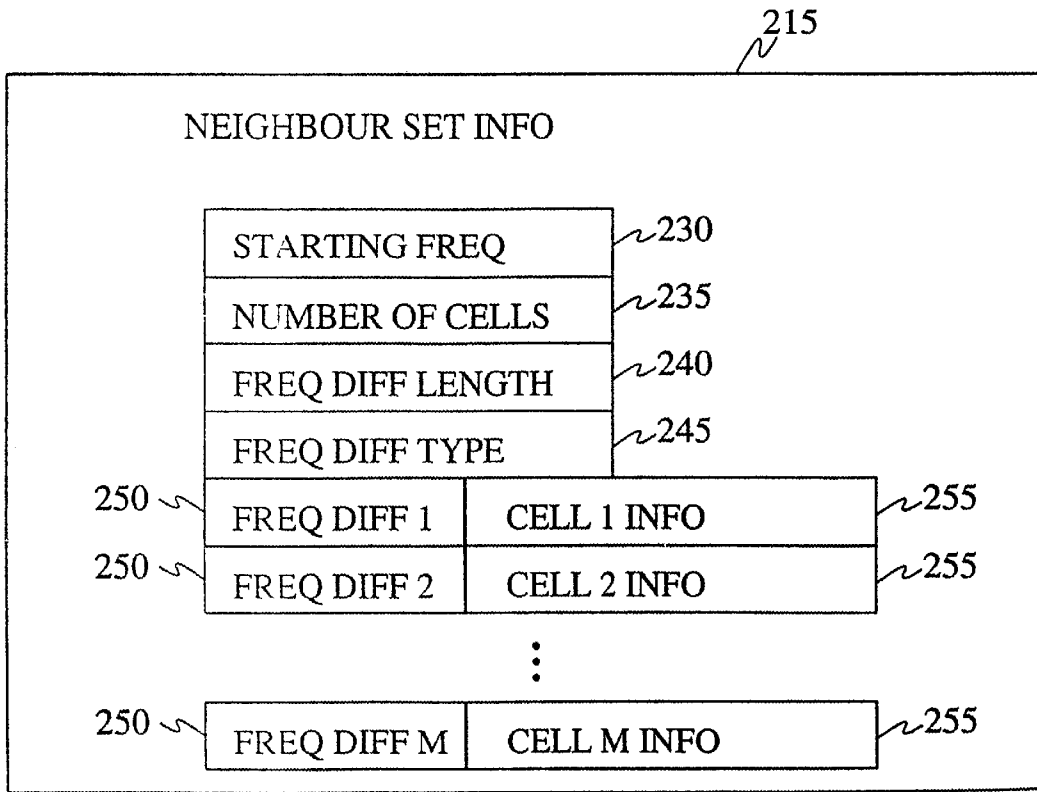 215
NEIGHBOUR SET INFO
STARTING FREQ 230
NUMBER OF CELLS 235
FREQ DIFF LENGTH 240
FREQ DIFF TYPE 245
250 FREQ DIFF 1 CELL 1 INFO 255
250 FREQ DIFF 2 CELL 2 INFO 255
250 FREQ DIFF M CELL M INFO 255